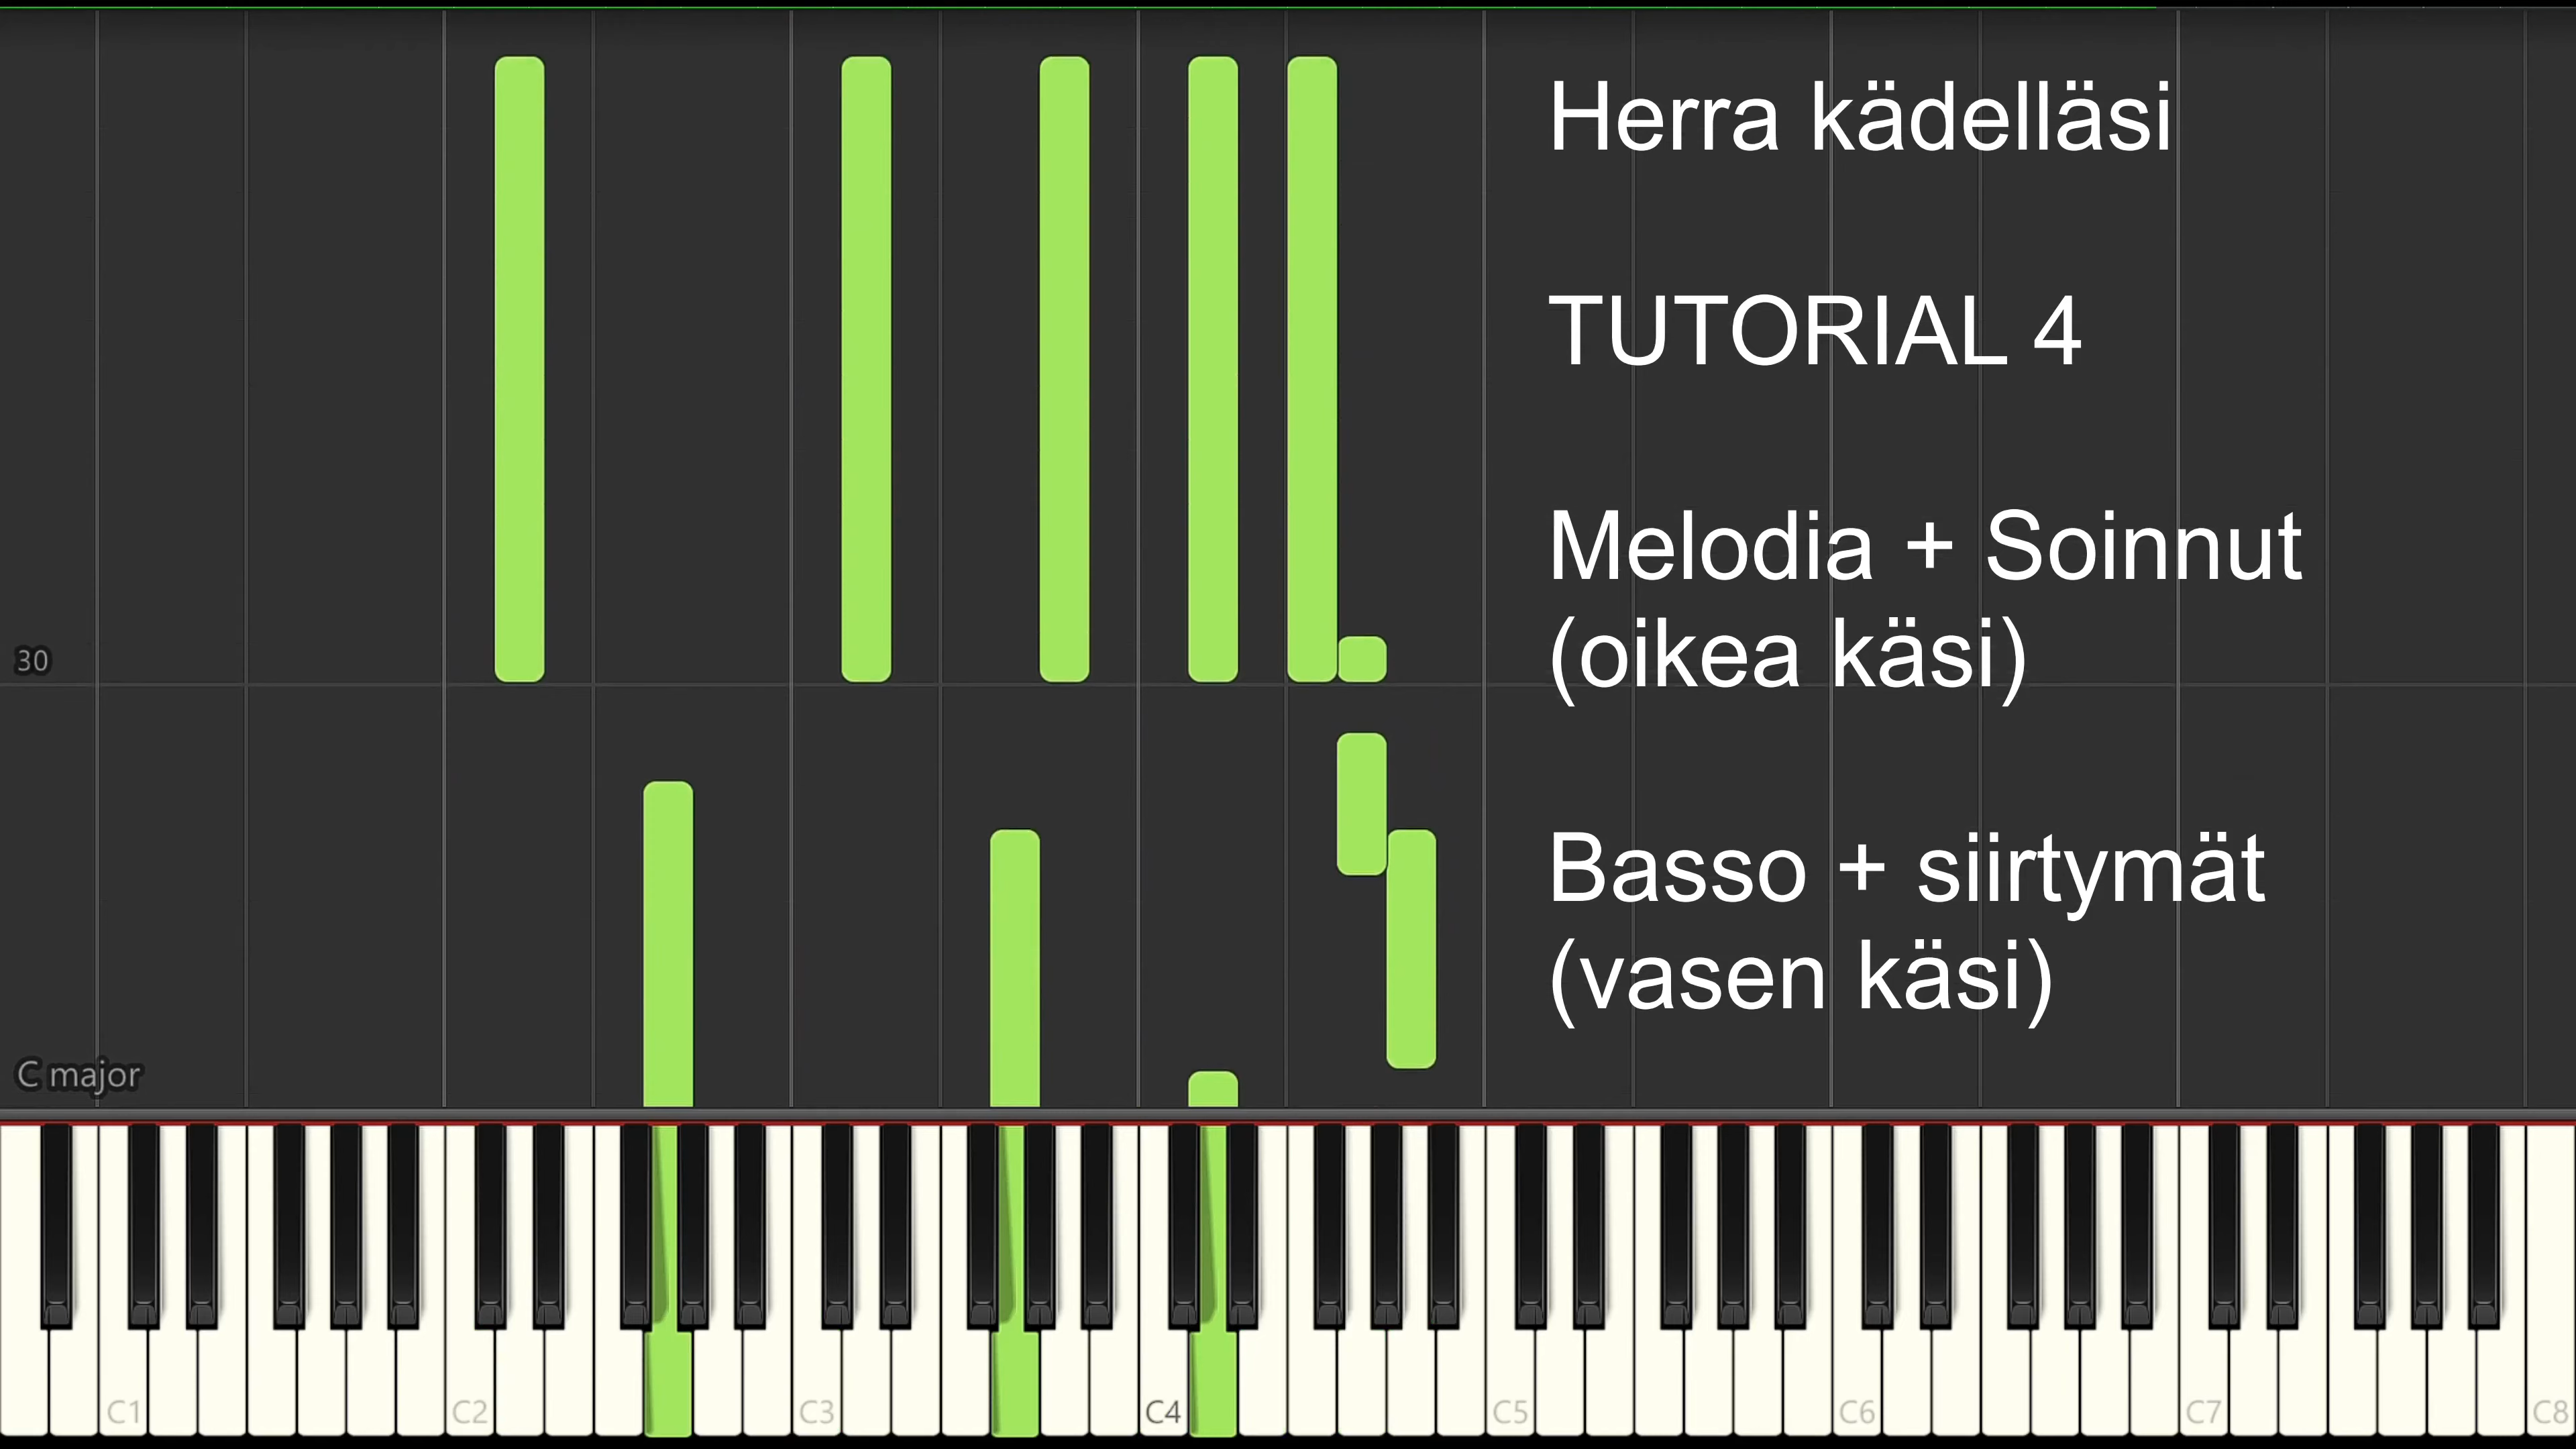 Herra kädelläsi
TUTORIAL 4
Melodia + Soinnut
(oikea käsi)
30
Basso + siirtymät
(vasen käsi)
C major
C1 C2 C3 C4 C5 C6 C7 C8